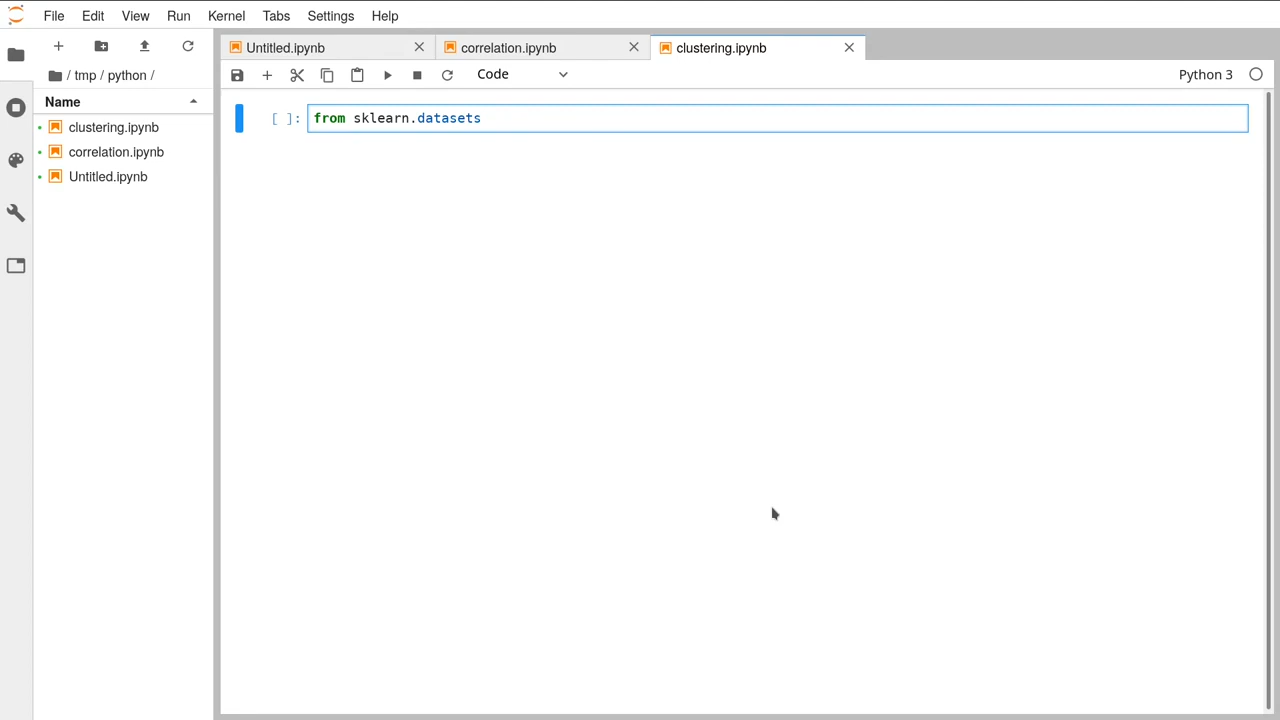 File Edit View Run Kernel Tabs Settings Help
Untitled.ipynb correlation.ipynb clustering.ipynb
Code Python 3
/ tmp / python /
Name
clustering.ipynb
correlation.ipynb
Untitled.ipynb
[ ]: from sklearn.datasets